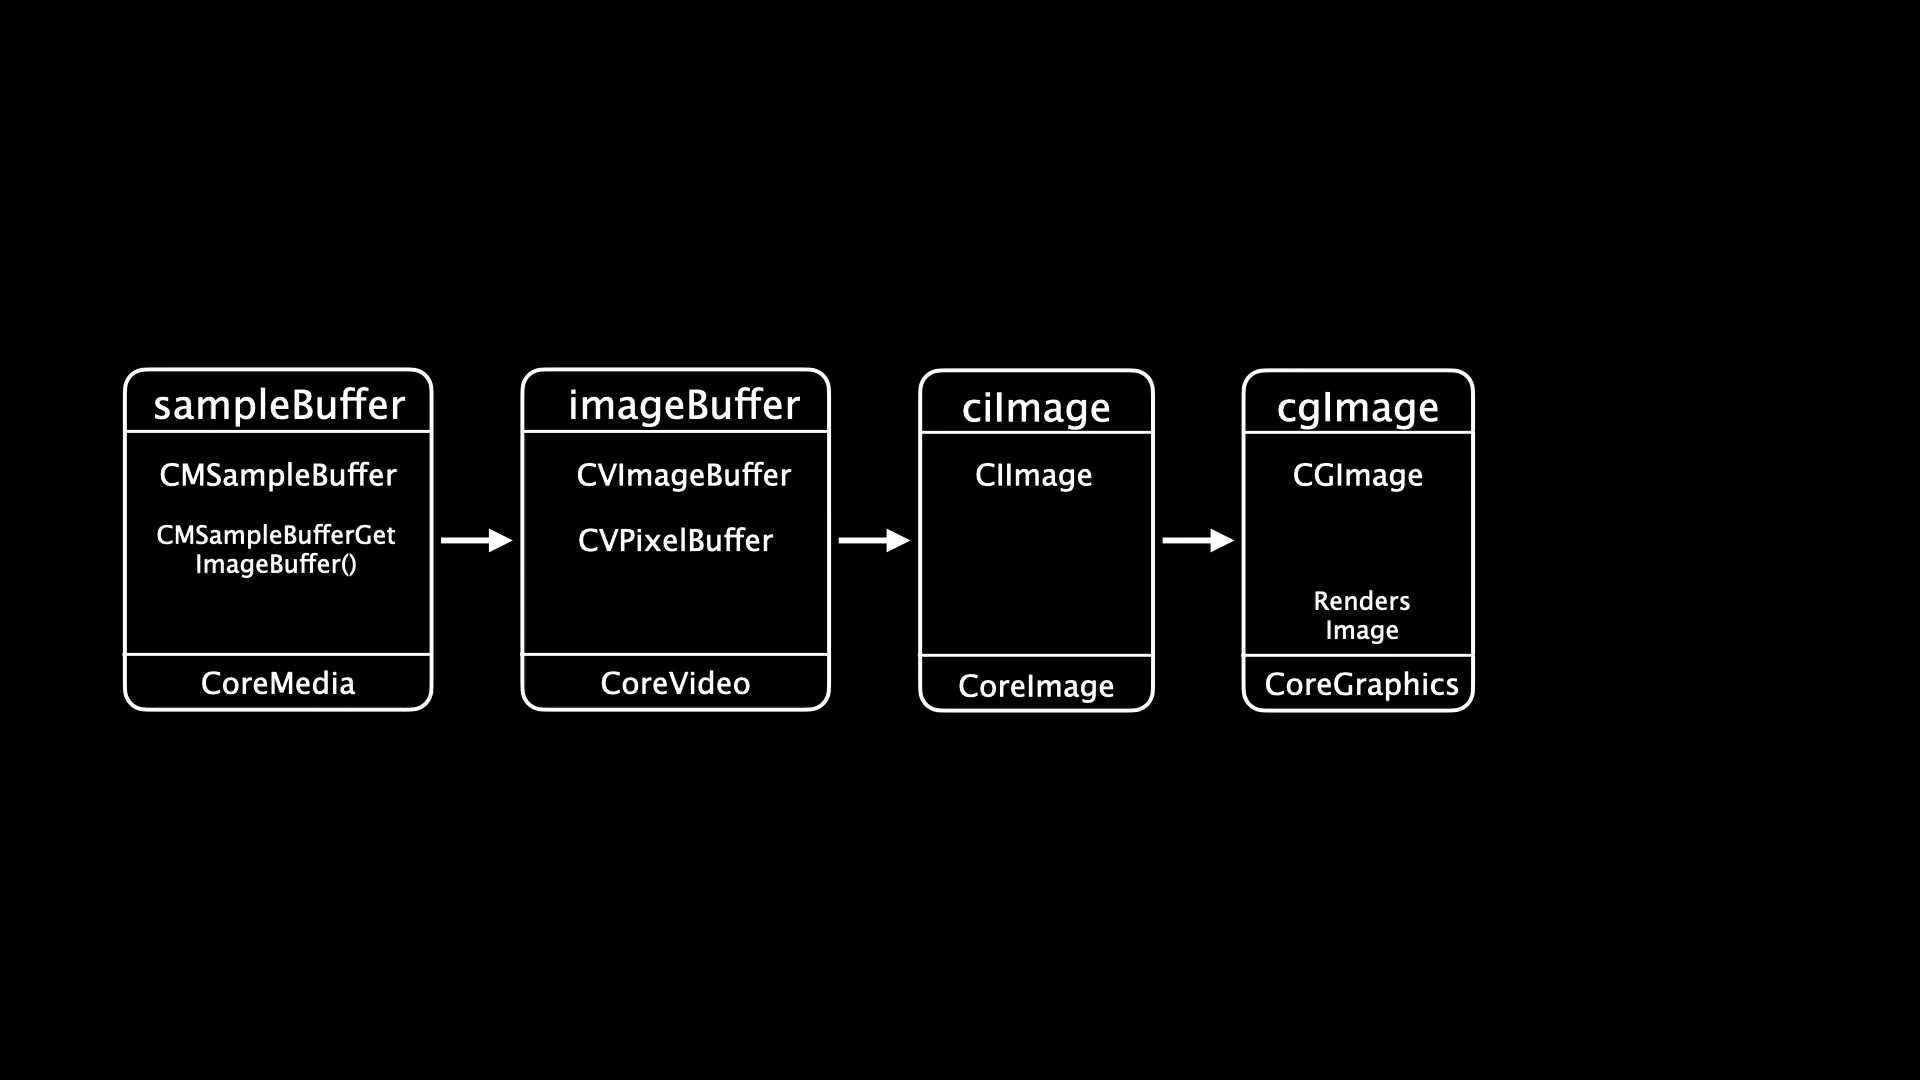 sampleBuffer
CMSampleBuffer
CMSampleBufferGet
ImageBuffer()
CoreMedia
imageBuffer
CVImageBuffer
CVPixelBuffer
CoreVideo
ciImage
CIImage
CoreImage
cgImage
CGImage
Renders
Image
CoreGraphics